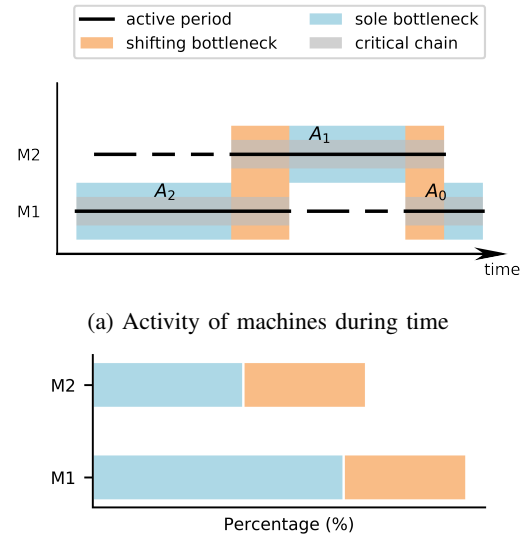 active period
sole bottleneck
shifting bottleneck
critical chain
M2
A1
A2
A0
M1
time
(a) Activity of machines during time
M2
M1
Percentage (%)